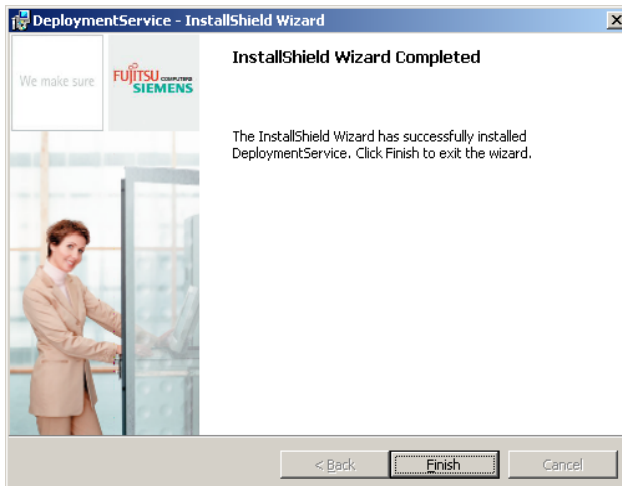 DeploymentService - InstallShield Wizard
We make sure
FUJITSU COMPUTERS
SIEMENS
InstallShield Wizard Completed
The InstallShield Wizard has successfully installed
DeploymentService. Click Finish to exit the wizard.
< Back
Finish
Cancel